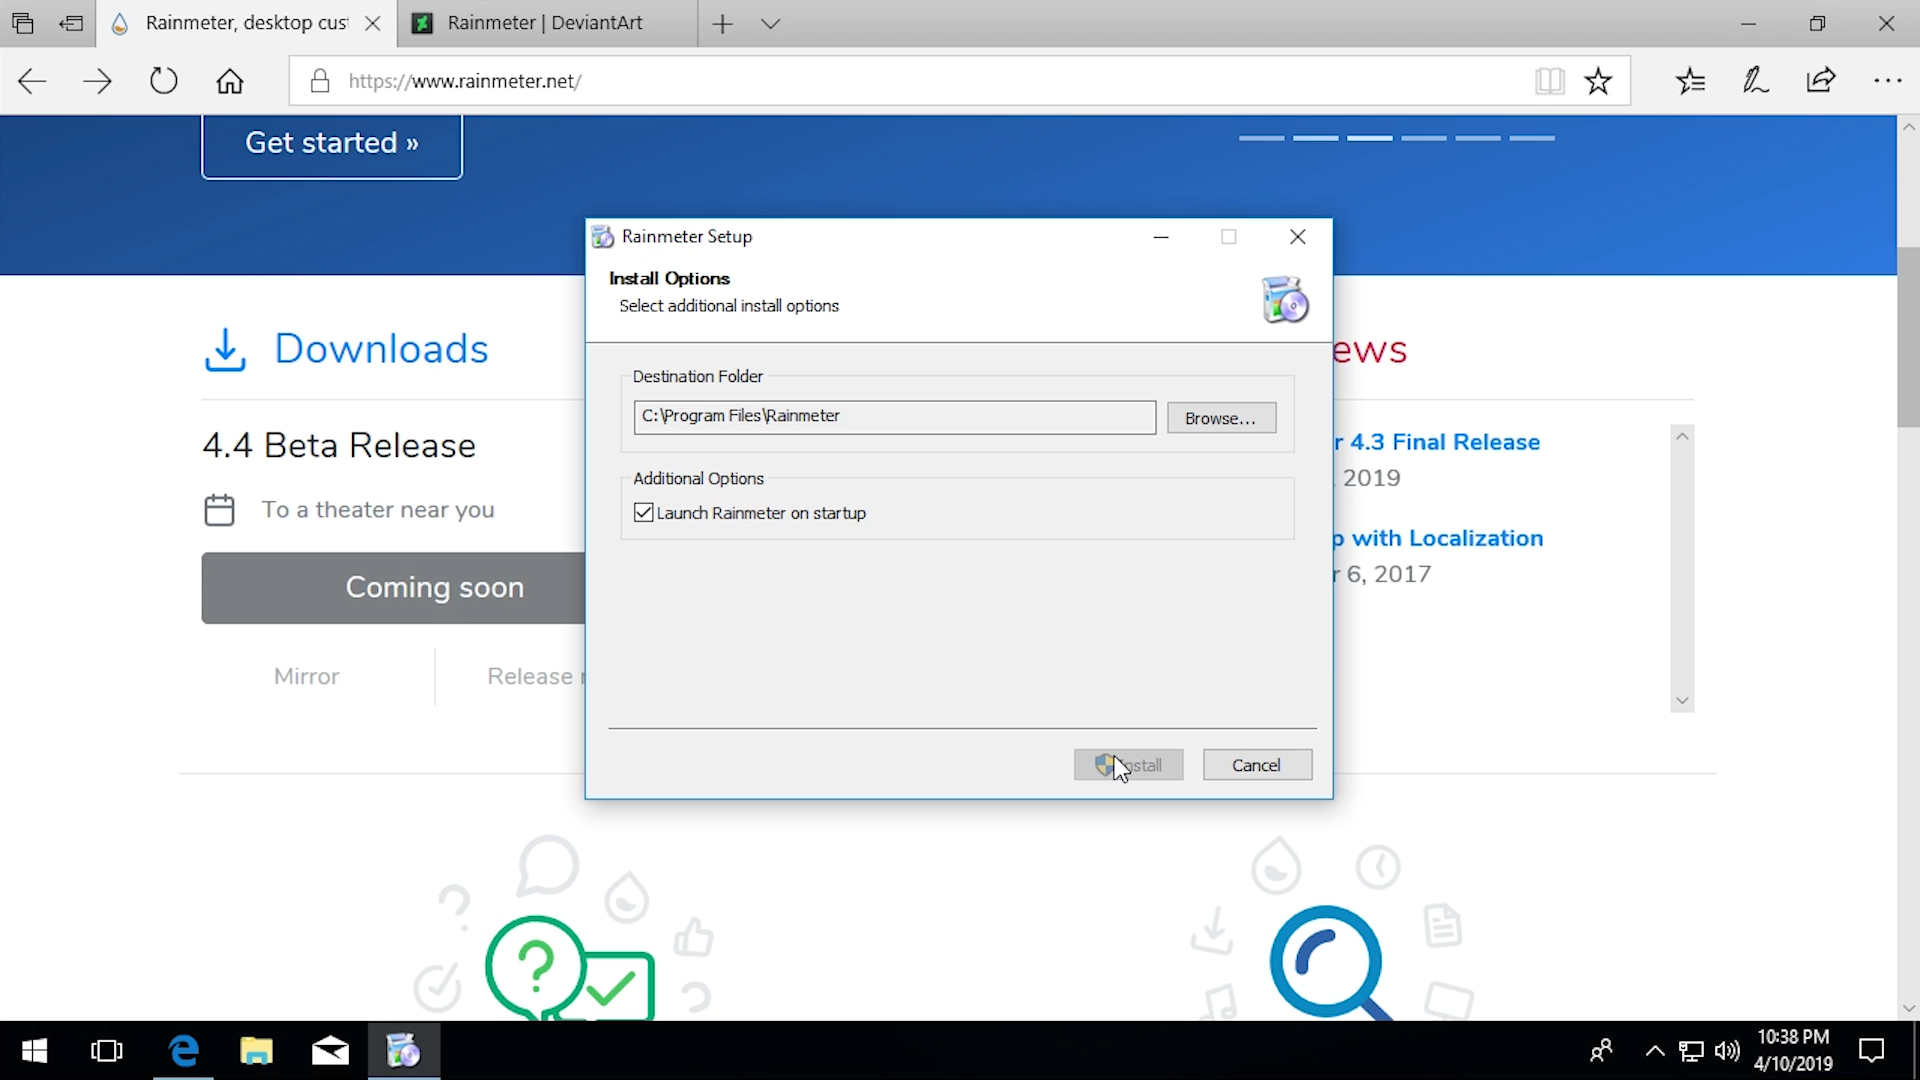 Rainmeter, desktop cus
Rainmeter | DeviantArt
https://www.rainmeter.net/
Get started »
Rainmeter Setup
Install Options
Select additional install options
Destination Folder
C:\Program Files\Rainmeter
Browse...
Additional Options
Launch Rainmeter on startup
Cancel
Downloads
4.4 Beta Release
To a theater near you
Coming soon
Mirror
Release
ews
r 4.3 Final Release
, 2019
p with Localization
r 6, 2017
10:38 PM
4/10/2019